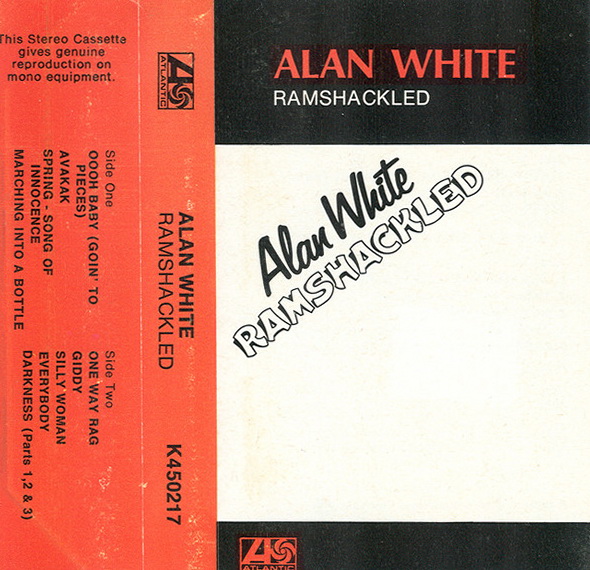 This Stereo Cassette
gives genuine
reproduction on
mono equipment.
Side One
OOOH BABY (GOIN' TO
PIECES)
AVAKAK
SPRING - SONG OF
INNOCENCE
MARCHING INTO A BOTTLE
Side Two
ONE WAY RAG
GIDDY
SILLY WOMAN
EVERYBODY
DARKNESS (Parts 1,2 & 3)
ATLANTIC
ALAN WHITE
RAMSHACKLED
K450217
ALAN WHITE
RAMSHACKLED
Alan White
RAMSHACKLED
ATLANTIC